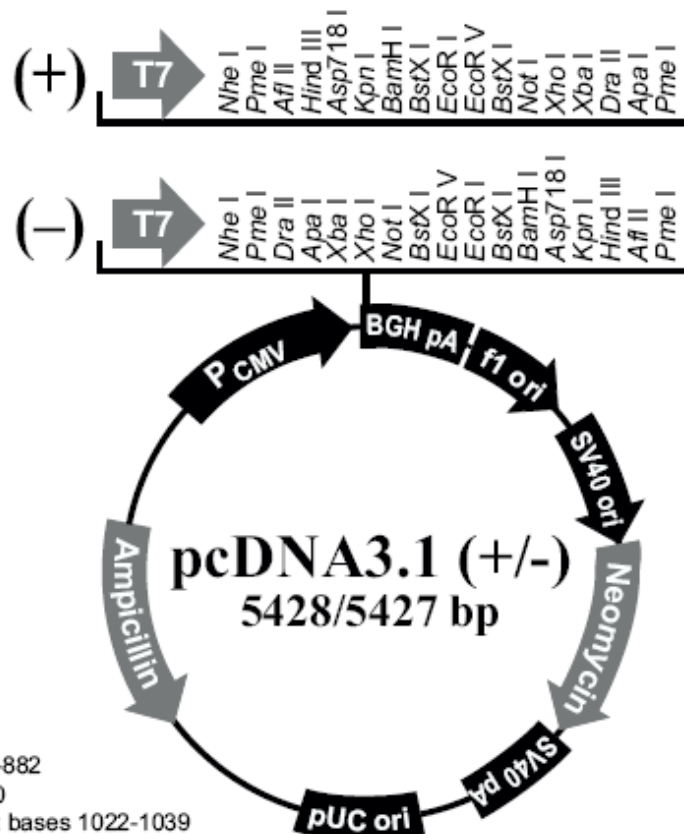 (+)
T7
Nhe I
Pme I
Afl II
Hind III
Asp718 I
Kpn I
BamH I
BstX I
EcoR I
EcoR V
BstX I
Not I
Xho I
Xba I
Dra II
Apa I
Pme I
(–)
T7
Nhe I
Pme I
Dra II
Apa I
Xba I
Xho I
Not I
BstX I
EcoR V
EcoR I
BstX I
BamH I
Asp718 I
Kpn I
Hind III
Afl II
Pme I
P CMV
BGH pA
f1 ori
SV40 ori
Neomycin
SV40 pA
pUC ori
Ampicillin
pcDNA3.1 (+/-)
5428/5427 bp
-882
0
: bases 1022-1039